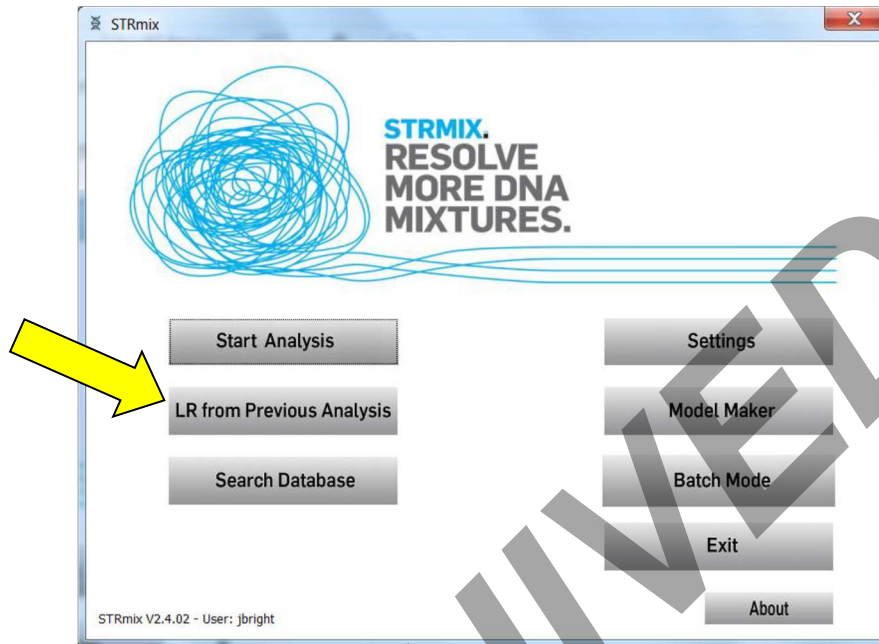 STRmix
STRMIX.
RESOLVE
MORE DNA
MIXTURES.
Start Analysis
Settings
LR from Previous Analysis
Model Maker
Search Database
Batch Mode
Exit
About
STRmix V2.4.02 - User: jbright
IVED